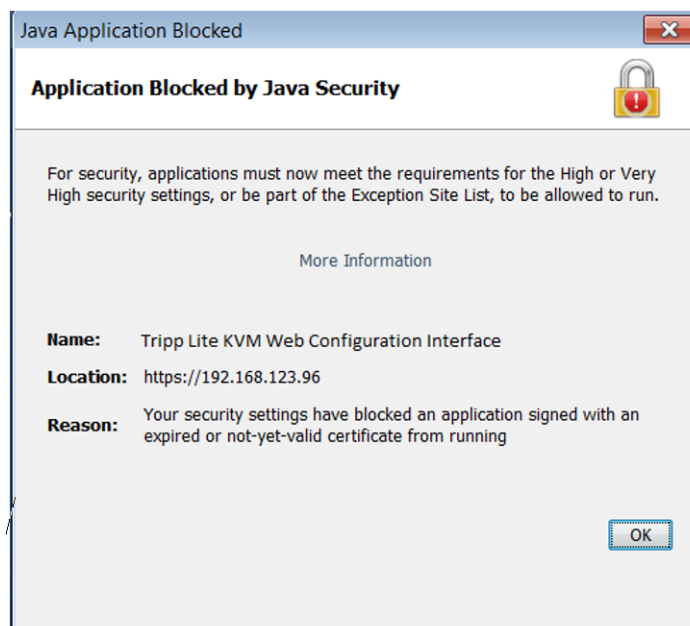 Java Application Blocked
Application Blocked by Java Security
For security, applications must now meet the requirements for the High or Very
High security settings, or be part of the Exception Site List, to be allowed to run.
More Information
Name: Tripp Lite KVM Web Configuration Interface
Location: https://192.168.123.96
Reason: Your security settings have blocked an application signed with an
expired or not-yet-valid certificate from running
OK